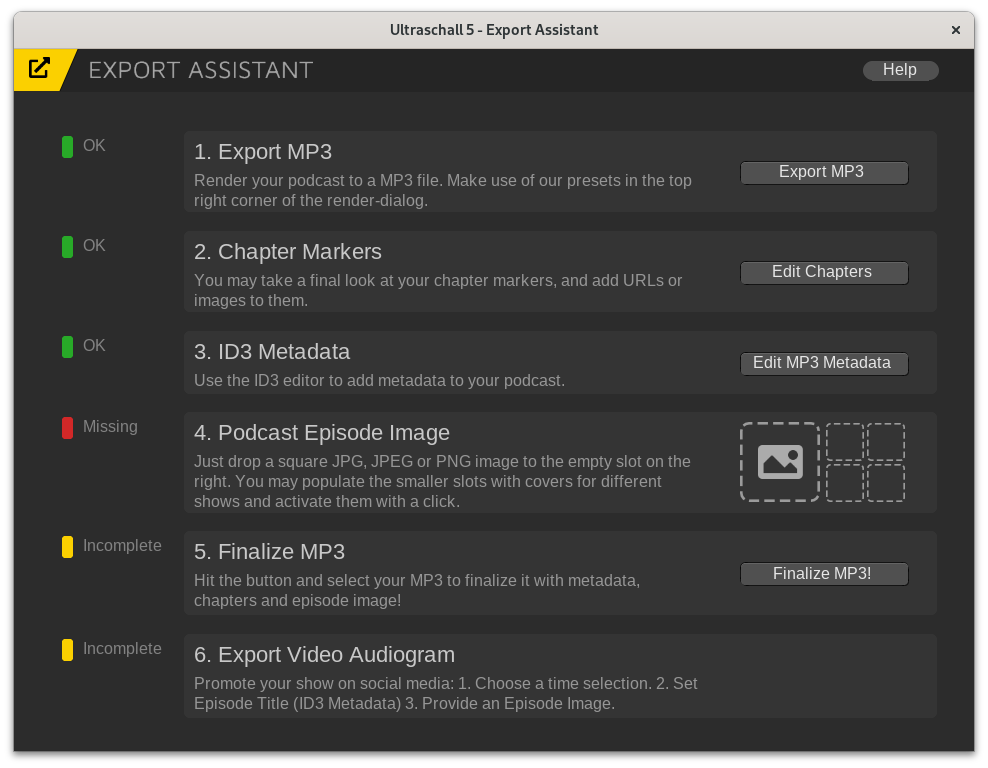 Ultraschall 5 - Export Assistant
EXPORT ASSISTANT
Help
OK
1. Export MP3
Render your podcast to a MP3 file. Make use of our presets in the top
right corner of the render-dialog.
Export MP3
OK
2. Chapter Markers
You may take a final look at your chapter markers, and add URLs or
images to them.
Edit Chapters
OK
3. ID3 Metadata
Use the ID3 editor to add metadata to your podcast.
Edit MP3 Metadata
Missing
4. Podcast Episode Image
Just drop a square JPG, JPEG or PNG image to the empty slot on the
right. You may populate the smaller slots with covers for different
shows and activate them with a click.
Incomplete
5. Finalize MP3
Hit the button and select your MP3 to finalize it with metadata,
chapters and episode image!
Finalize MP3!
Incomplete
6. Export Video Audiogram
Promote your show on social media: 1. Choose a time selection. 2. Set
Episode Title (ID3 Metadata) 3. Provide an Episode Image.